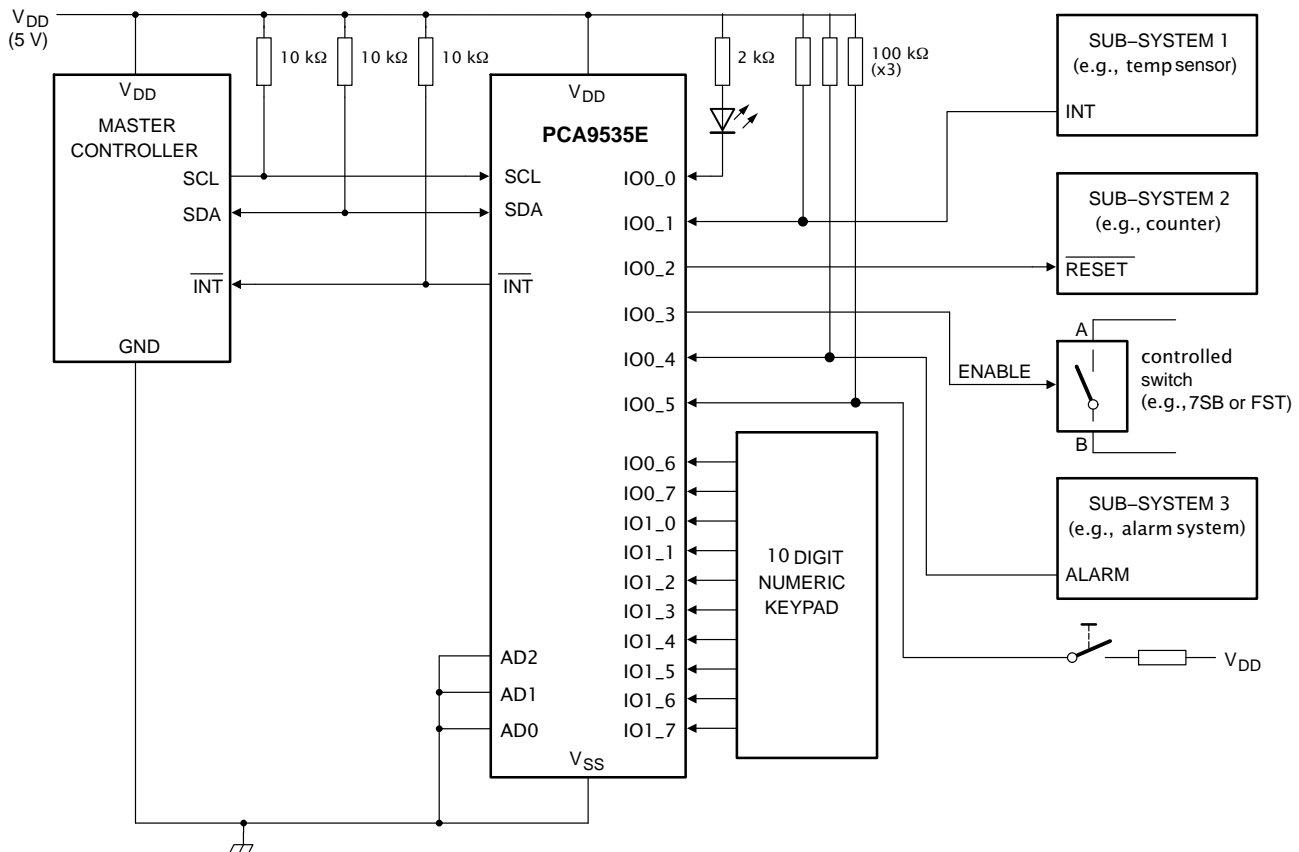 VDD
(5 V)
10 kΩ
10 kΩ
10 kΩ
2 kΩ
100 kΩ
(x3)
VDD
MASTER
CONTROLLER
SCL
SDA
INT
GND
VDD
PCA9535E
SCL
SDA
INT
AD2
AD1
AD0
VSS
IO0_0
IO0_1
IO0_2
IO0_3
IO0_4
IO0_5
IO0_6
IO0_7
IO1_0
IO1_1
IO1_2
IO1_3
IO1_4
IO1_5
IO1_6
IO1_7
10 DIGIT
NUMERIC
KEYPAD
SUB−SYSTEM 1
(e.g., temp sensor)
INT
SUB−SYSTEM 2
(e.g., counter)
RESET
A
ENABLE
B
controlled
switch
(e.g., 7SB or FST)
SUB−SYSTEM 3
(e.g., alarm system)
ALARM
VDD